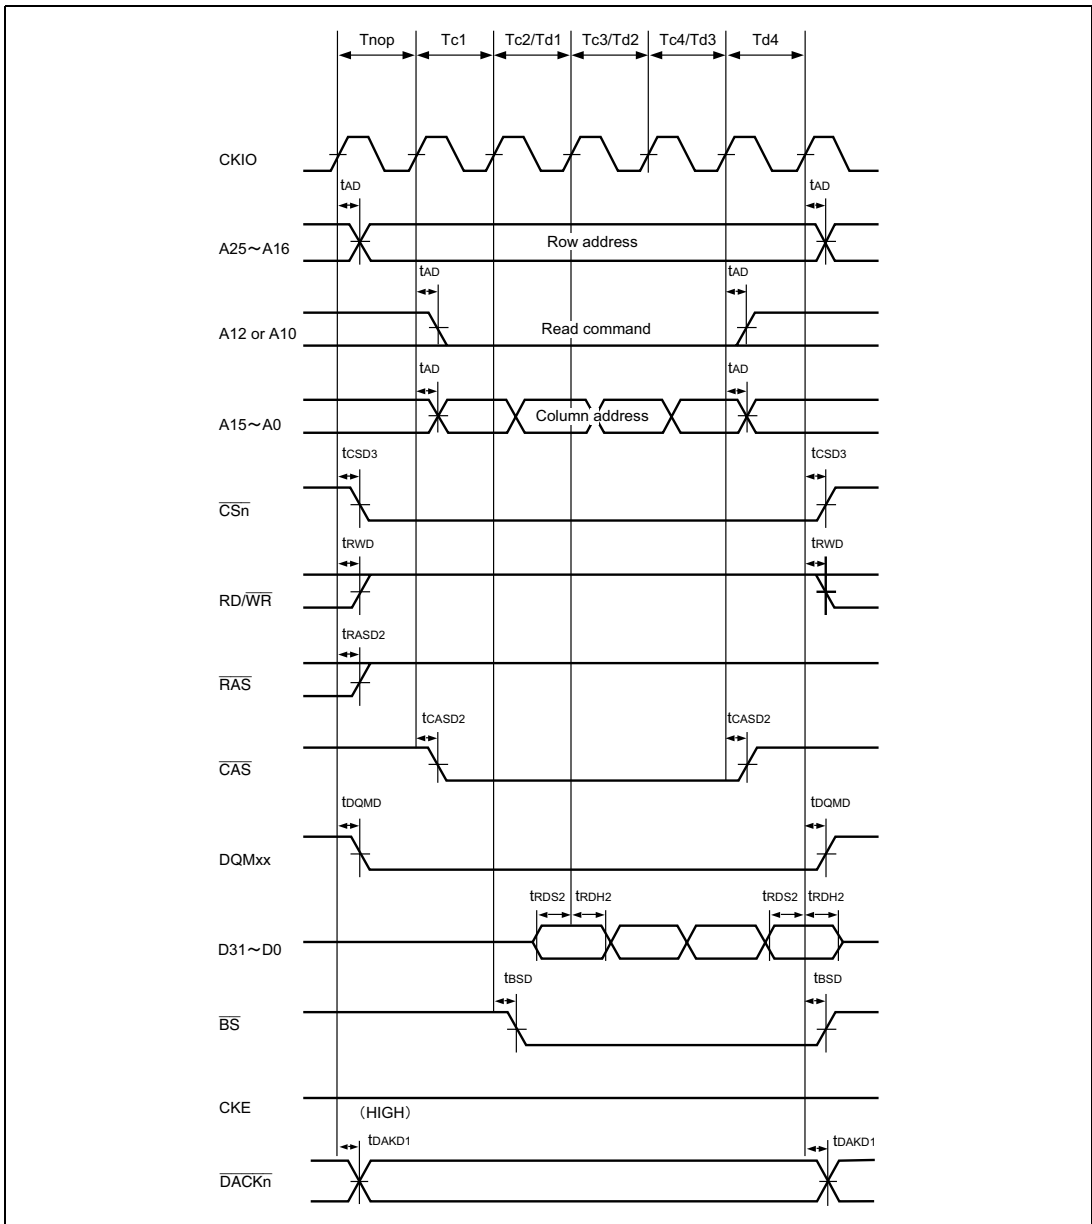 Tnop Tc1 Tc2/Td1 Tc3/Td2 Tc4/Td3 Td4
CKIO
tAD tAD
A25～A16 Row address
tAD tAD
A12 or A10 Read command
tAD tAD
A15～A0 Column address
tCSD3 tCSD3
CSn
tRWD tRWD
RD/WR
tRASD2
RAS
tCASD2 tCASD2
CAS
tDQMD tDQMD
DQMxx
tRDS2 tRDH2 tRDS2 tRDH2
D31～D0
tBSD tBSD
BS
CKE
（HIGH）
tDAKD1 tDAKD1
DACKn